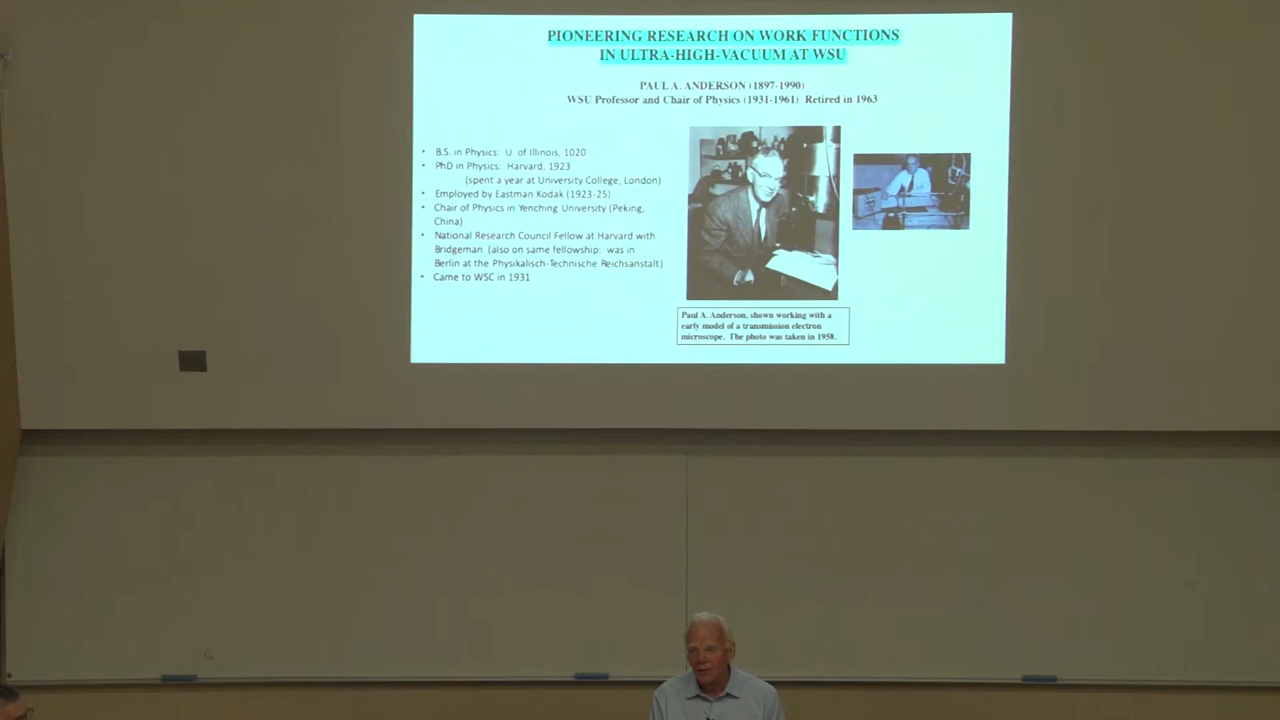 PIONEERING RESEARCH ON WORK FUNCTIONS
IN ULTRA-HIGH-VACUUM AT WSU
PAUL A. ANDERSON (1897-1990)
WSU Professor and Chair of Physics (1931-1961) Retired in 1963
• B.S. in Physics: U. of Illinois, 1020
• PhD in Physics: Harvard, 1923
(spent a year at University College, London)
• Employed by Eastman Kodak (1923-25)
• Chair of Physics in Yenching University (Peking,
China)
• National Research Council Fellow at Harvard with
Bridgeman (also on same fellowship: was in
Berlin at the Physikalisch-Technische Reichsanstalt)
• Came to WSC in 1931
Paul A. Anderson, shown working with a
early model of a transmission electron
microscope. The photo was taken in 1958.